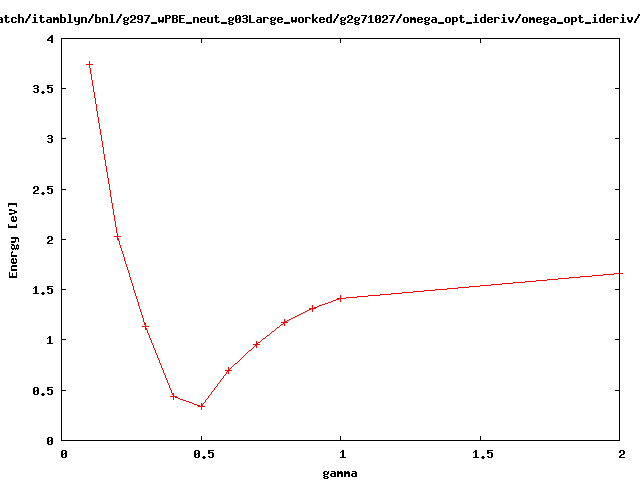 atch/itamblyn/bnl/g297_wPBE_neut_g03Large_worked/g2g71027/omega_opt_ideriv/omega_opt_ideriv/
4
3.5
3
2.5
2
1.5
1
0.5
0
Energy [eV]
0 0.5 1 1.5 2
gamma